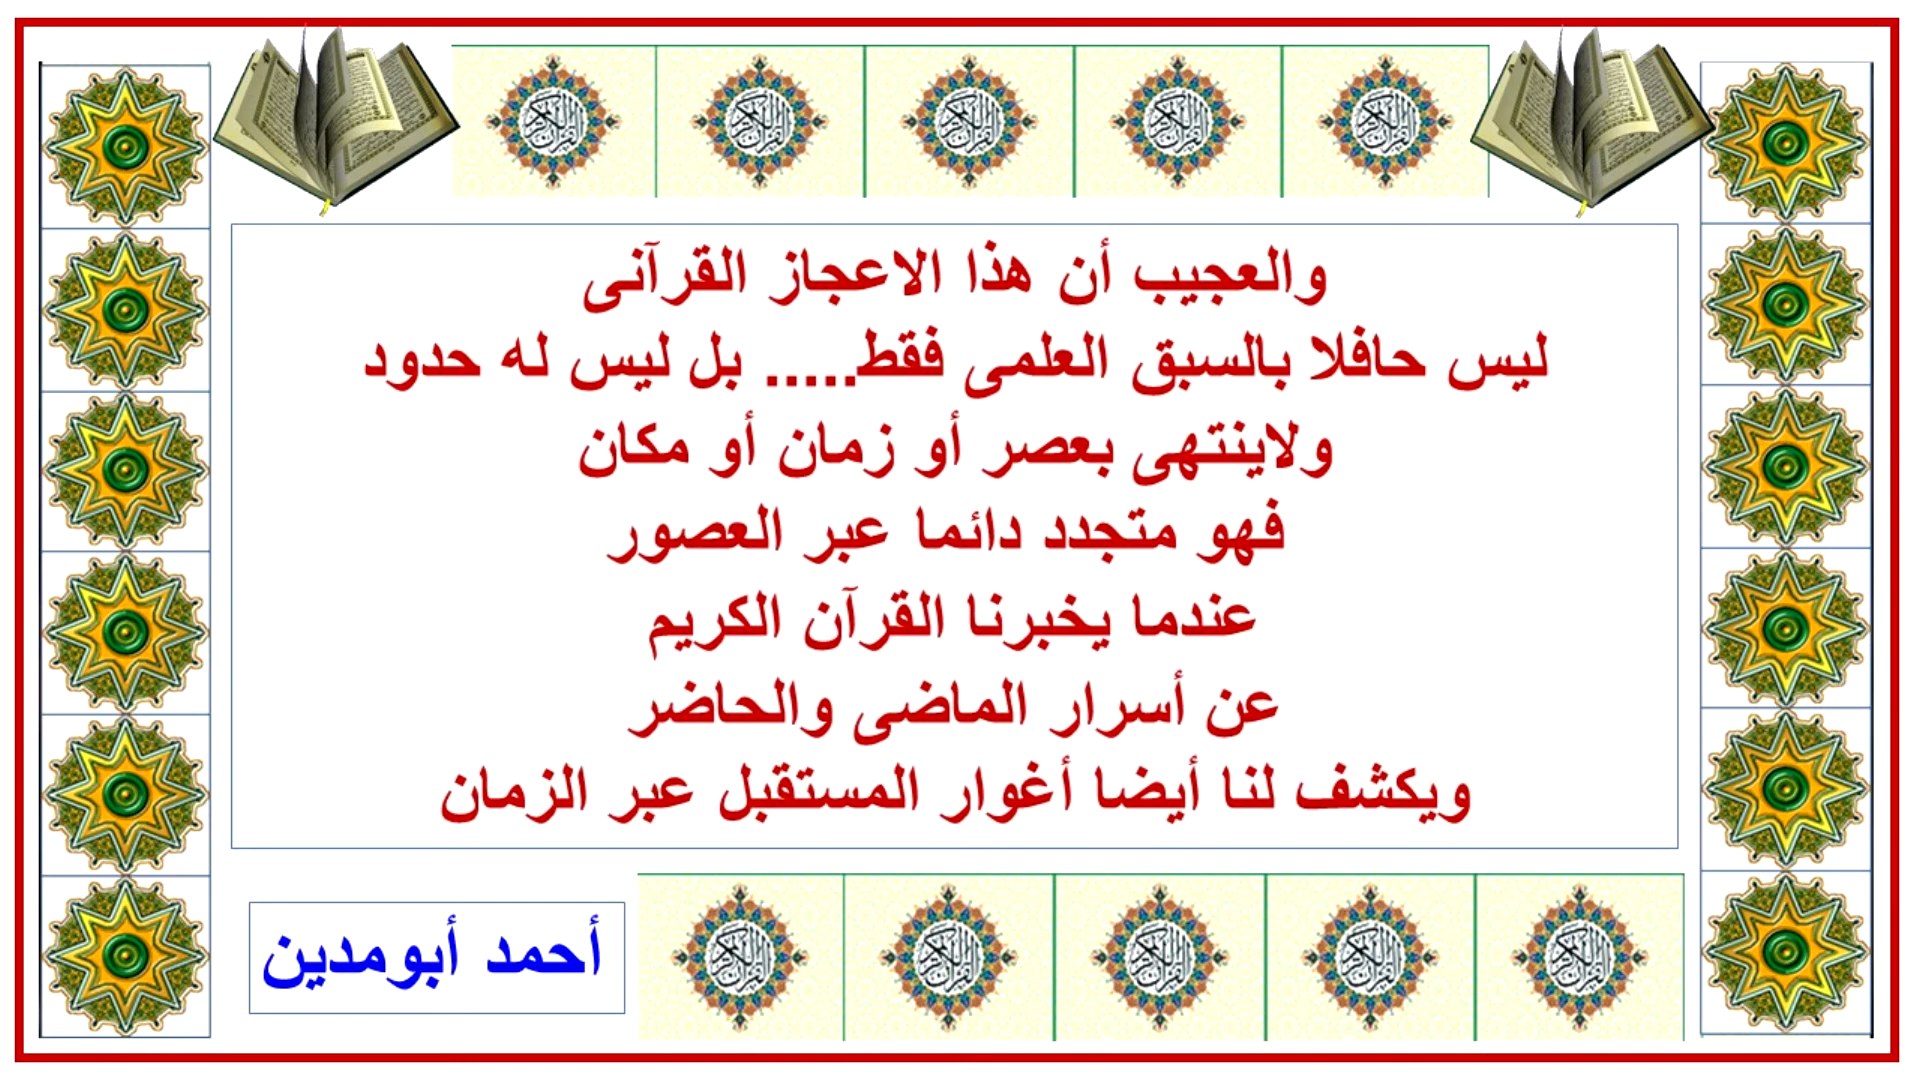 والعجيب أن هذا الاعجاز القرآنى
ليس حافلا بالسبق العلمى فقط..... بل ليس له حدود
ولاينتهى بعصر أو زمان أو مكان
فهو متجدد دائما عبر العصور
عندما يخبرنا القرآن الكريم
عن أسرار الماضى والحاضر
ويكشف لنا أيضا أغوار المستقبل عبر الزمان
أحمد أبومدين